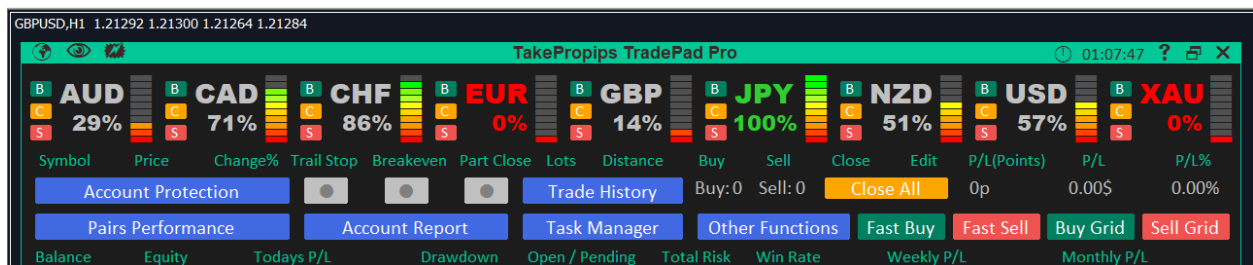 GBPUSD,H1 1.21292 1.21300 1.21264 1.21284
TakePropips TradePad Pro 01:07:47 ?
B AUD B CAD B CHF B EUR B GBP B JPY B NZD B USD B XAU
C 29% C 71% C 86% C 0% C 14% C 100% C 51% C 57% C 0%
S S S S S S S S S
Symbol Price Change% Trail Stop Breakeven Part Close Lots Distance Buy Sell Close Edit P/L(Points) P/L P/L%
Account Protection Trade History Buy: 0 Sell: 0 Close All 0p 0.00$ 0.00%
Pairs Performance Account Report Task Manager Other Functions Fast Buy Fast Sell Buy Grid Sell Grid
Balance Equity Todays P/L Drawdown Open / Pending Total Risk Win Rate Weekly P/L Monthly P/L